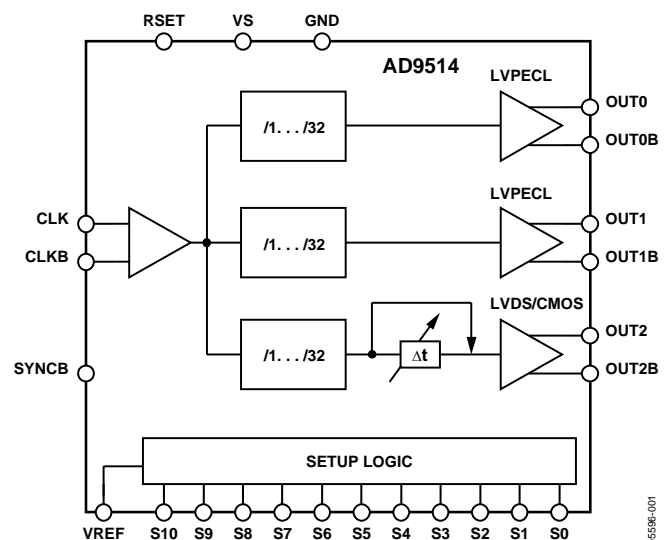 RSET VS GND
AD9514
LVPECL
OUT0
/1. . . /32
OUT0B
LVPECL
CLK
OUT1
/1. . . /32
CLKB
OUT1B
LVDS/CMOS
OUT2
/1. . . /32
Δt
SYNCB
OUT2B
SETUP LOGIC
VREF S10 S9 S8 S7 S6 S5 S4 S3 S2 S1 S0
5596-001